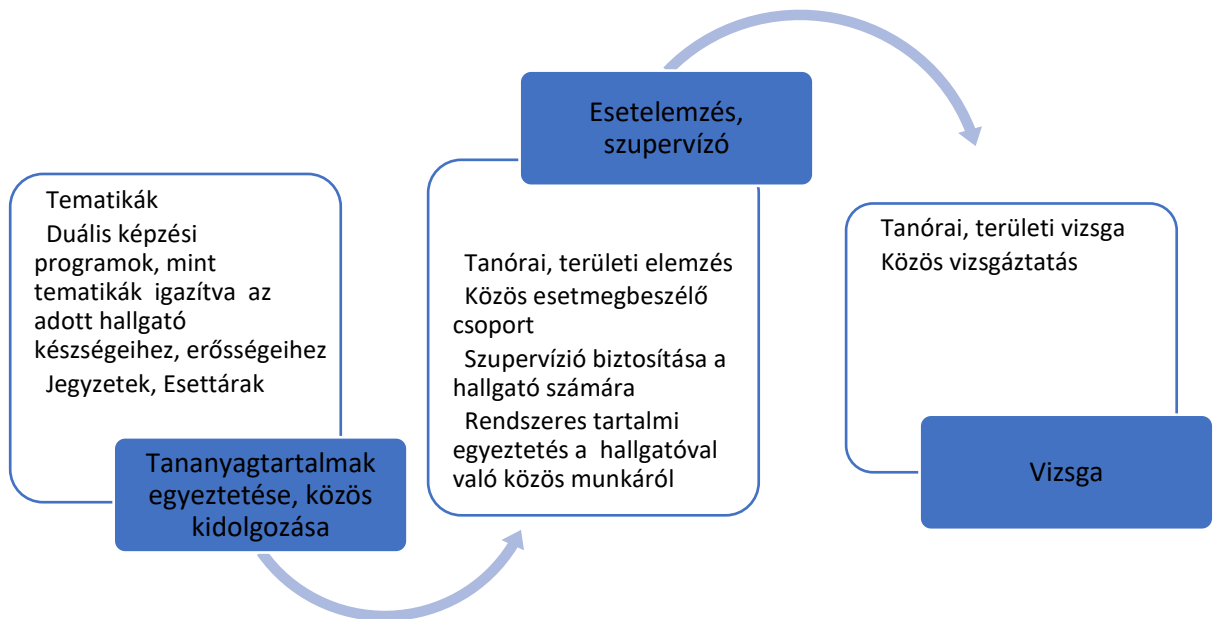 Tematikák
Duális képzési
programok, mint
tematikák igazítva az
adott hallgató
készségeihez, erősségeihez
Jegyzetek, Esettárak
Tananyagtartalmak
egyeztetése, közös
kidolgozása
Esetelemzés,
szupervízó
Tanórai, területi elemzés
Közös esetmegbeszélő
csoport
Szupervízió biztosítása a
hallgató számára
Rendszeres tartalmi
egyeztetés a hallgatóval
való közös munkáról
Tanórai, területi vizsga
Közös vizsgáztatás
Vizsga